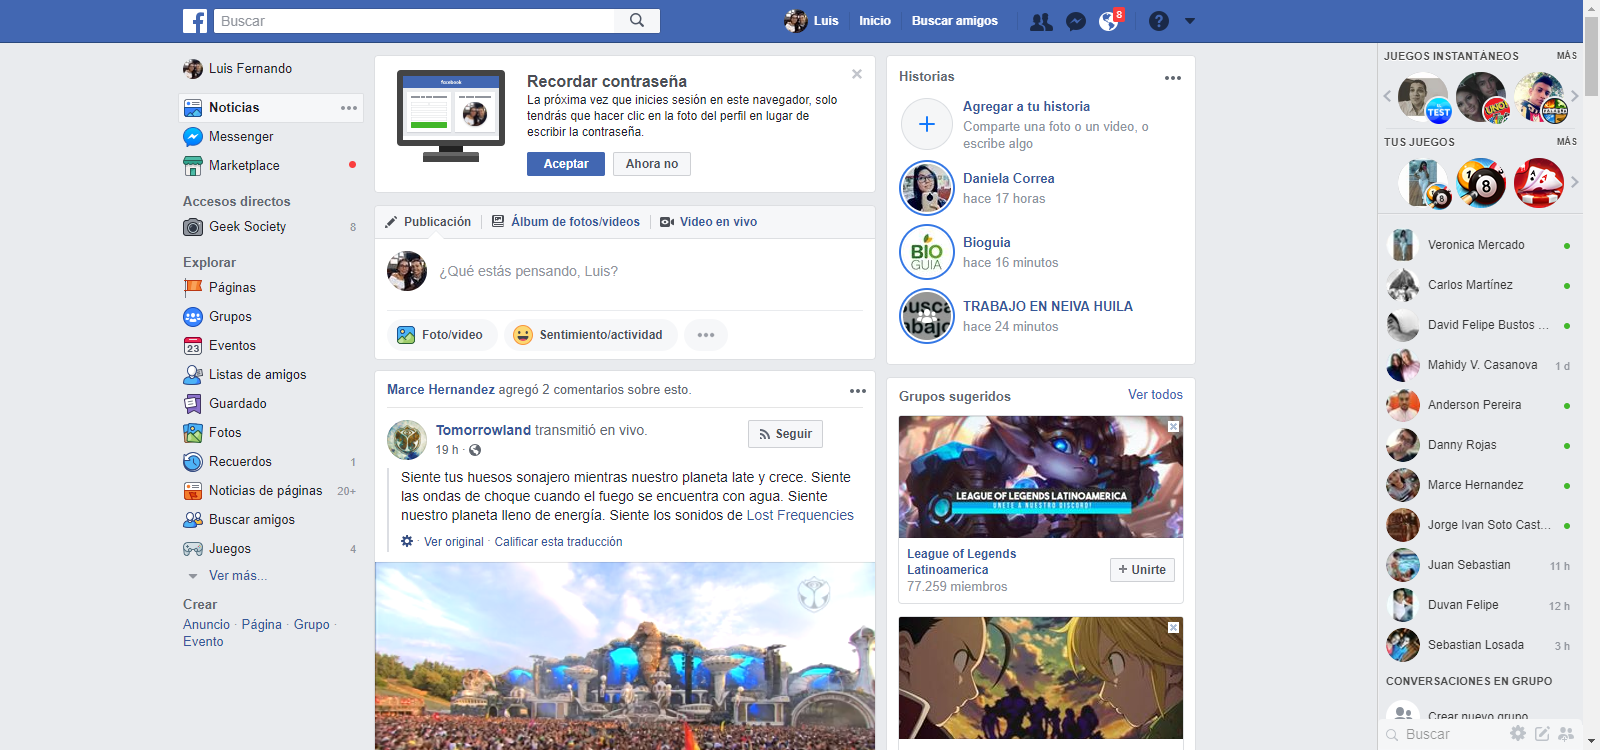 Buscar
Luis
Inicio
Buscar amigos
8
Luis Fernando
Noticias
Messenger
Marketplace
Accesos directos
Geek Society 8
Explorar
Páginas
Grupos
23
Eventos
Listas de amigos
Guardado
Fotos
Recuerdos 1
Noticias de páginas 20+
Buscar amigos
Juegos 4
Ver más...
Crear
Anuncio · Página · Grupo ·
Evento
facebook
Recordar contraseña
La próxima vez que inicies sesión en este navegador, solo
tendrás que hacer clic en la foto del perfil en lugar de
escribir la contraseña.
Aceptar
Ahora no
Publicación
Álbum de fotos/videos
Video en vivo
¿Qué estás pensando, Luis?
Foto/video
Sentimiento/actividad
Marce Hernandez agregó 2 comentarios sobre esto.
Tomorrowland transmitió en vivo.
19 h ·
Seguir
Siente tus huesos sonajero mientras nuestro planeta late y crece. Siente
las ondas de choque cuando el fuego se encuentra con agua. Siente
nuestro planeta lleno de energía. Siente los sonidos de Lost Frequencies
· Ver original · Calificar esta traducción
Historias
Agregar a tu historia
Comparte una foto o un video, o
escribe algo
Daniela Correa
hace 17 horas
BIO
GUIA
Bioguia
hace 16 minutos
TRABAJO EN NEIVA HUILA
hace 24 minutos
Grupos sugeridos
Ver todos
LEAGUE OF LEGENDS LATINOAMERICA
UNETE A NUESTRO DISCORD!
League of Legends
Latinoamerica
77.259 miembros
+ Unirte
JUEGOS INSTANTÁNEOS
MÁS
TEST
UNO
TUS JUEGOS
MÁS
8
8
A
A
Veronica Mercado
Carlos Martínez
David Felipe Bustos ...
Mahidy V. Casanova 1 d
Anderson Pereira
Danny Rojas
Marce Hernandez
Jorge Ivan Soto Cast...
Juan Sebastian 11 h
Duvan Felipe 12 h
Sebastian Losada 3 h
CONVERSACIONES EN GRUPO
Crear nuevo grupo
Buscar